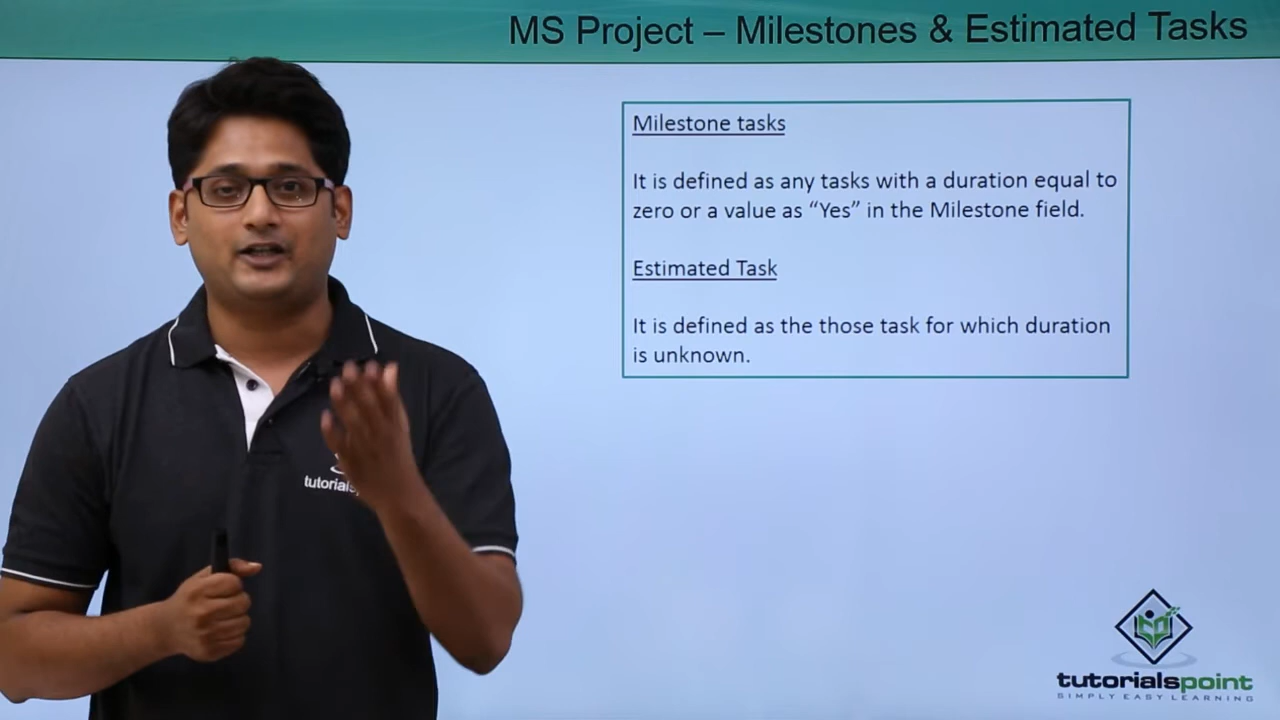 MS Project – Milestones & Estimated Tasks
Milestone tasks
It is defined as any tasks with a duration equal to
zero or a value as “Yes” in the Milestone field.
Estimated Task
It is defined as the those task for which duration
is unknown.
tutorials
tutorialspoint
SIMPLY EASY LEARNING